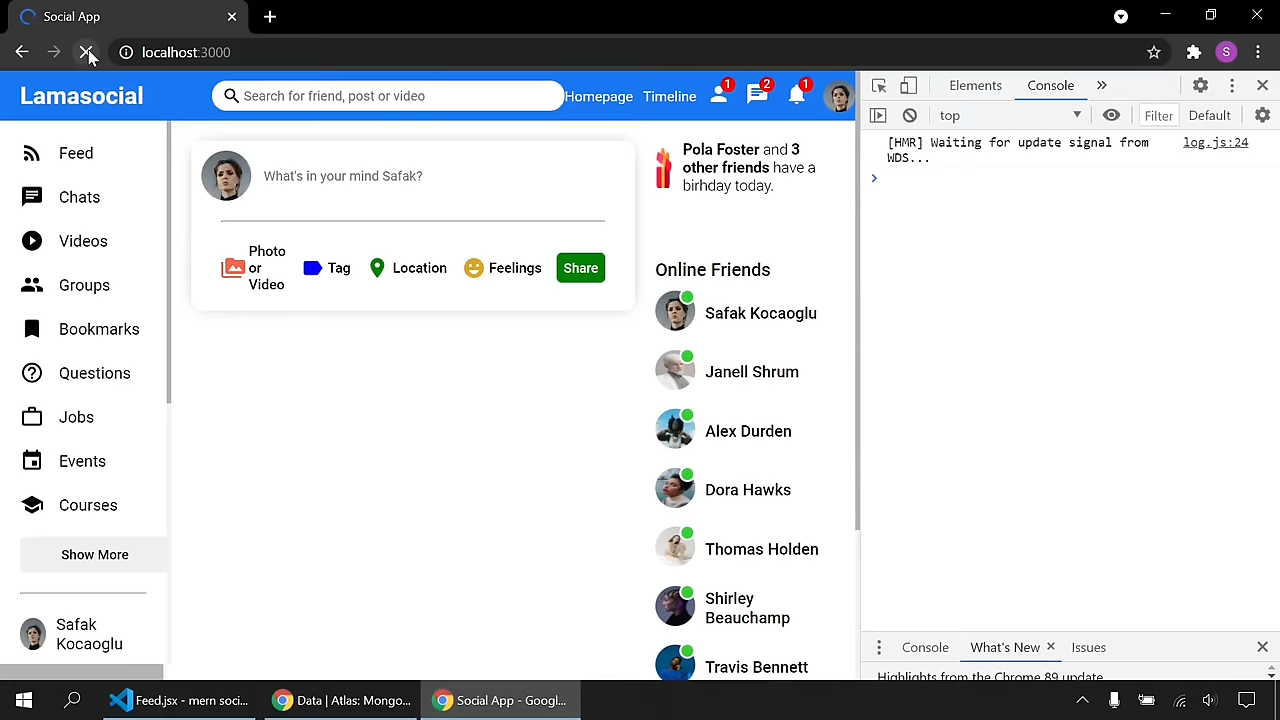 Social App
localhost:3000
S
Lamasocial
Search for friend, post or video
Homepage
Timeline
1
2
1
Feed
Chats
Videos
Groups
Bookmarks
Questions
Jobs
Events
Courses
Show More
Safak
Kocaoglu
What's in your mind Safak?
Photo
or
Video
Tag
Location
Feelings
Share
Pola Foster and 3
other friends have a
birhday today.
Online Friends
Safak Kocaoglu
Janell Shrum
Alex Durden
Dora Hawks
Thomas Holden
Shirley
Beauchamp
Travis Bennett
Elements
Console
top
Filter
Default
[HMR] Waiting for update signal from
WDS...
log.js:24
Console
What's New
Issues
Highlights from the Chrome 89 update
Feed.jsx - mern soci...
Data | Atlas: Mongo...
Social App - Googl...